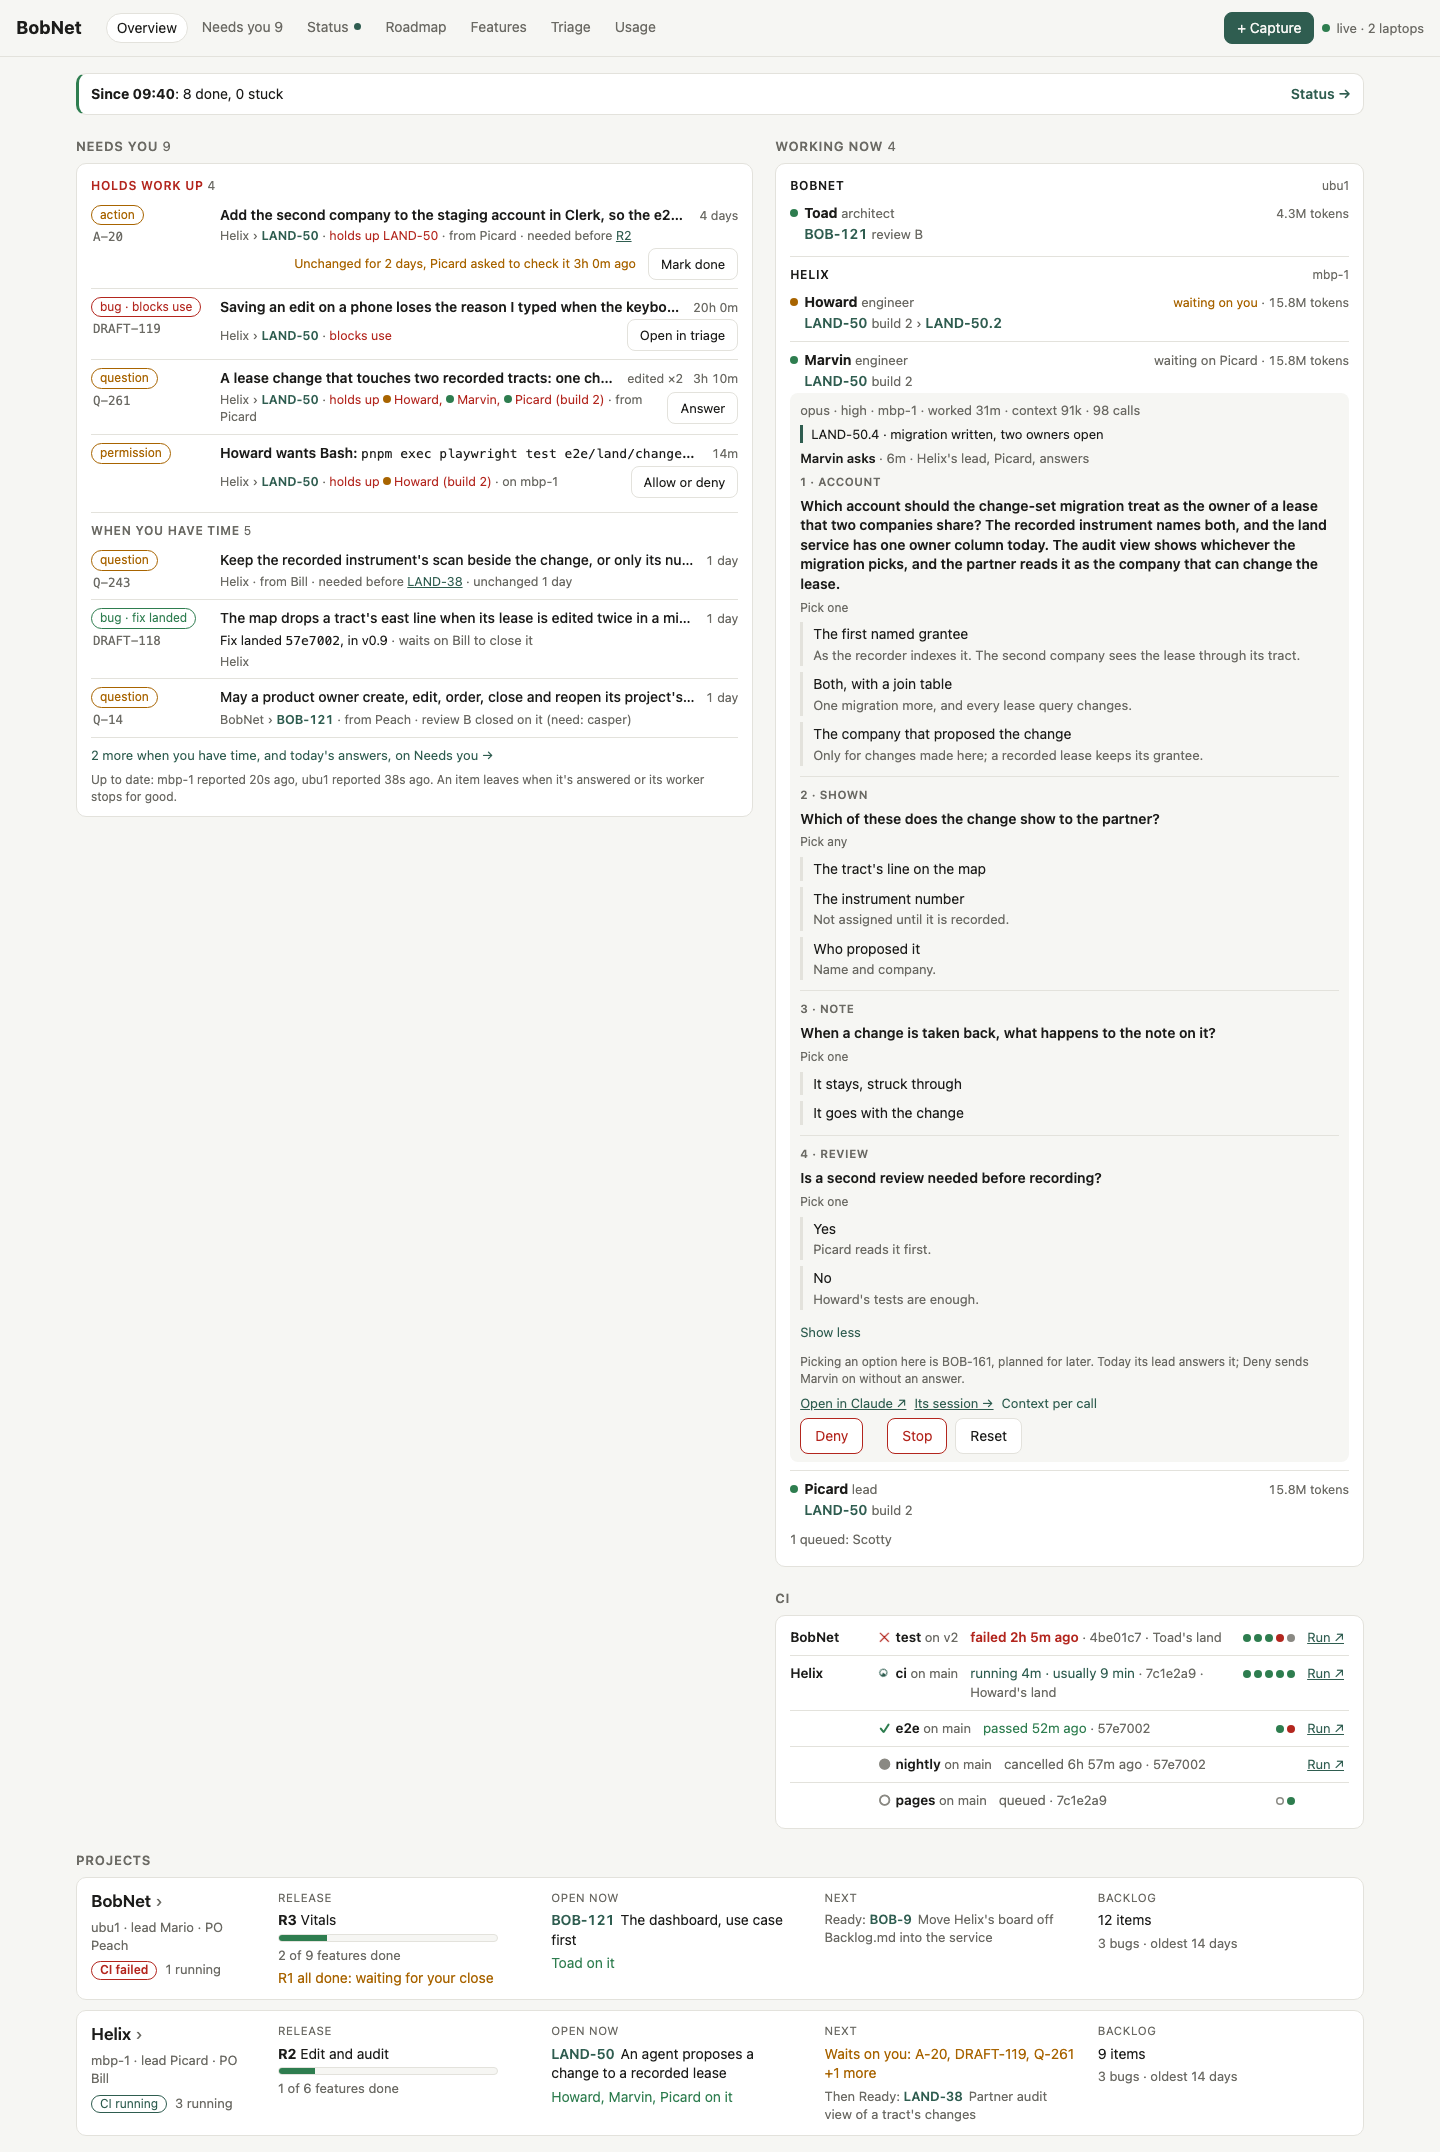 BobNet
Overview
Needs you 9
Status
Roadmap
Features
Triage
Usage
+ Capture
live · 2 laptops
Since 09:40: 8 done, 0 stuck
Status →
NEEDS YOU 9
HOLDS WORK UP 4
action
Add the second company to the staging account in Clerk, so the e2...
4 days
A–20
Helix › LAND-50 · holds up LAND-50 · from Picard · needed before R2
Unchanged for 2 days, Picard asked to check it 3h 0m ago
Mark done
bug · blocks use
Saving an edit on a phone loses the reason I typed when the keybo...
20h 0m
DRAFT–119
Helix › LAND-50 · blocks use
Open in triage
question
A lease change that touches two recorded tracts: one ch...
edited ×2 3h 10m
Q–261
Helix › LAND-50 · holds up Howard, Marvin, Picard (build 2) · from
Picard
Answer
permission
Howard wants Bash: pnpm exec playwright test e2e/land/change...
14m
Helix › LAND-50 · holds up Howard (build 2) · on mbp-1
Allow or deny
WHEN YOU HAVE TIME 5
question
Keep the recorded instrument's scan beside the change, or only its nu...
1 day
Q–243
Helix · from Bill · needed before LAND-38 · unchanged 1 day
bug · fix landed
The map drops a tract's east line when its lease is edited twice in a mi...
1 day
DRAFT–118
Fix landed 57e7002, in v0.9 · waits on Bill to close it
Helix
question
May a product owner create, edit, order, close and reopen its project's...
1 day
Q–14
BobNet › BOB-121 · from Peach · review B closed on it (need: casper)
2 more when you have time, and today's answers, on Needs you →
Up to date: mbp-1 reported 20s ago, ubu1 reported 38s ago. An item leaves when it's answered or its worker
stops for good.
WORKING NOW 4
BOBNET
ubu1
Toad architect
4.3M tokens
BOB-121 review B
HELIX
mbp-1
Howard engineer
waiting on you · 15.8M tokens
LAND-50 build 2 › LAND-50.2
Marvin engineer
waiting on Picard · 15.8M tokens
LAND-50 build 2
opus · high · mbp-1 · worked 31m · context 91k · 98 calls
LAND-50.4 · migration written, two owners open
Marvin asks · 6m · Helix's lead, Picard, answers
1 · ACCOUNT
Which account should the change-set migration treat as the owner of a lease
that two companies share? The recorded instrument names both, and the land
service has one owner column today. The audit view shows whichever the
migration picks, and the partner reads it as the company that can change the
lease.
Pick one
The first named grantee
As the recorder indexes it. The second company sees the lease through its tract.
Both, with a join table
One migration more, and every lease query changes.
The company that proposed the change
Only for changes made here; a recorded lease keeps its grantee.
2 · SHOWN
Which of these does the change show to the partner?
Pick any
The tract's line on the map
The instrument number
Not assigned until it is recorded.
Who proposed it
Name and company.
3 · NOTE
When a change is taken back, what happens to the note on it?
Pick one
It stays, struck through
It goes with the change
4 · REVIEW
Is a second review needed before recording?
Pick one
Yes
Picard reads it first.
No
Howard's tests are enough.
Show less
Picking an option here is BOB-161, planned for later. Today its lead answers it; Deny sends
Marvin on without an answer.
Open in Claude ↗ Its session → Context per call
Deny
Stop
Reset
Picard lead
15.8M tokens
LAND-50 build 2
1 queued: Scotty
CI
BobNet
test on v2 failed 2h 5m ago · 4be01c7 · Toad's land
Run ↗
Helix
ci on main running 4m · usually 9 min · 7c1e2a9 ·
Howard's land
Run ↗
e2e on main passed 52m ago · 57e7002
Run ↗
nightly on main cancelled 6h 57m ago · 57e7002
Run ↗
pages on main queued · 7c1e2a9
PROJECTS
BobNet ›
ubu1 · lead Mario · PO
Peach
CI failed
1 running
RELEASE
R3 Vitals
2 of 9 features done
R1 all done: waiting for your close
OPEN NOW
BOB-121 The dashboard, use case
first
Toad on it
NEXT
Ready: BOB-9 Move Helix's board off
Backlog.md into the service
BACKLOG
12 items
3 bugs · oldest 14 days
Helix ›
mbp-1 · lead Picard · PO
Bill
CI running
3 running
RELEASE
R2 Edit and audit
1 of 6 features done
OPEN NOW
LAND-50 An agent proposes a
change to a recorded lease
Howard, Marvin, Picard on it
NEXT
Waits on you: A-20, DRAFT-119, Q-261
+1 more
Then Ready: LAND-38 Partner audit
view of a tract's changes
BACKLOG
9 items
3 bugs · oldest 14 days